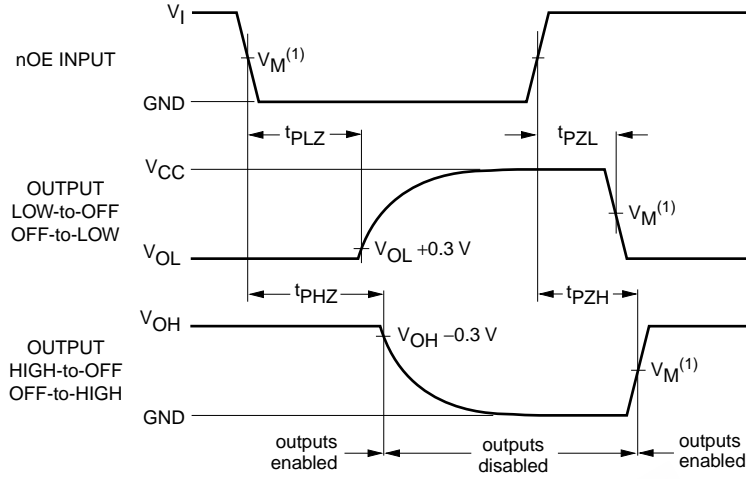 V_I
nOE INPUT
V_M^(1)
GND
t_PLZ
t_PZL
V_CC
OUTPUT
LOW-to-OFF
OFF-to-LOW
V_M^(1)
V_OL
V_OL +0.3 V
t_PHZ
t_PZH
V_OH
V_OH −0.3 V
OUTPUT
HIGH-to-OFF
OFF-to-HIGH
V_M^(1)
GND
outputs
enabled
outputs
disabled
outputs
enabled